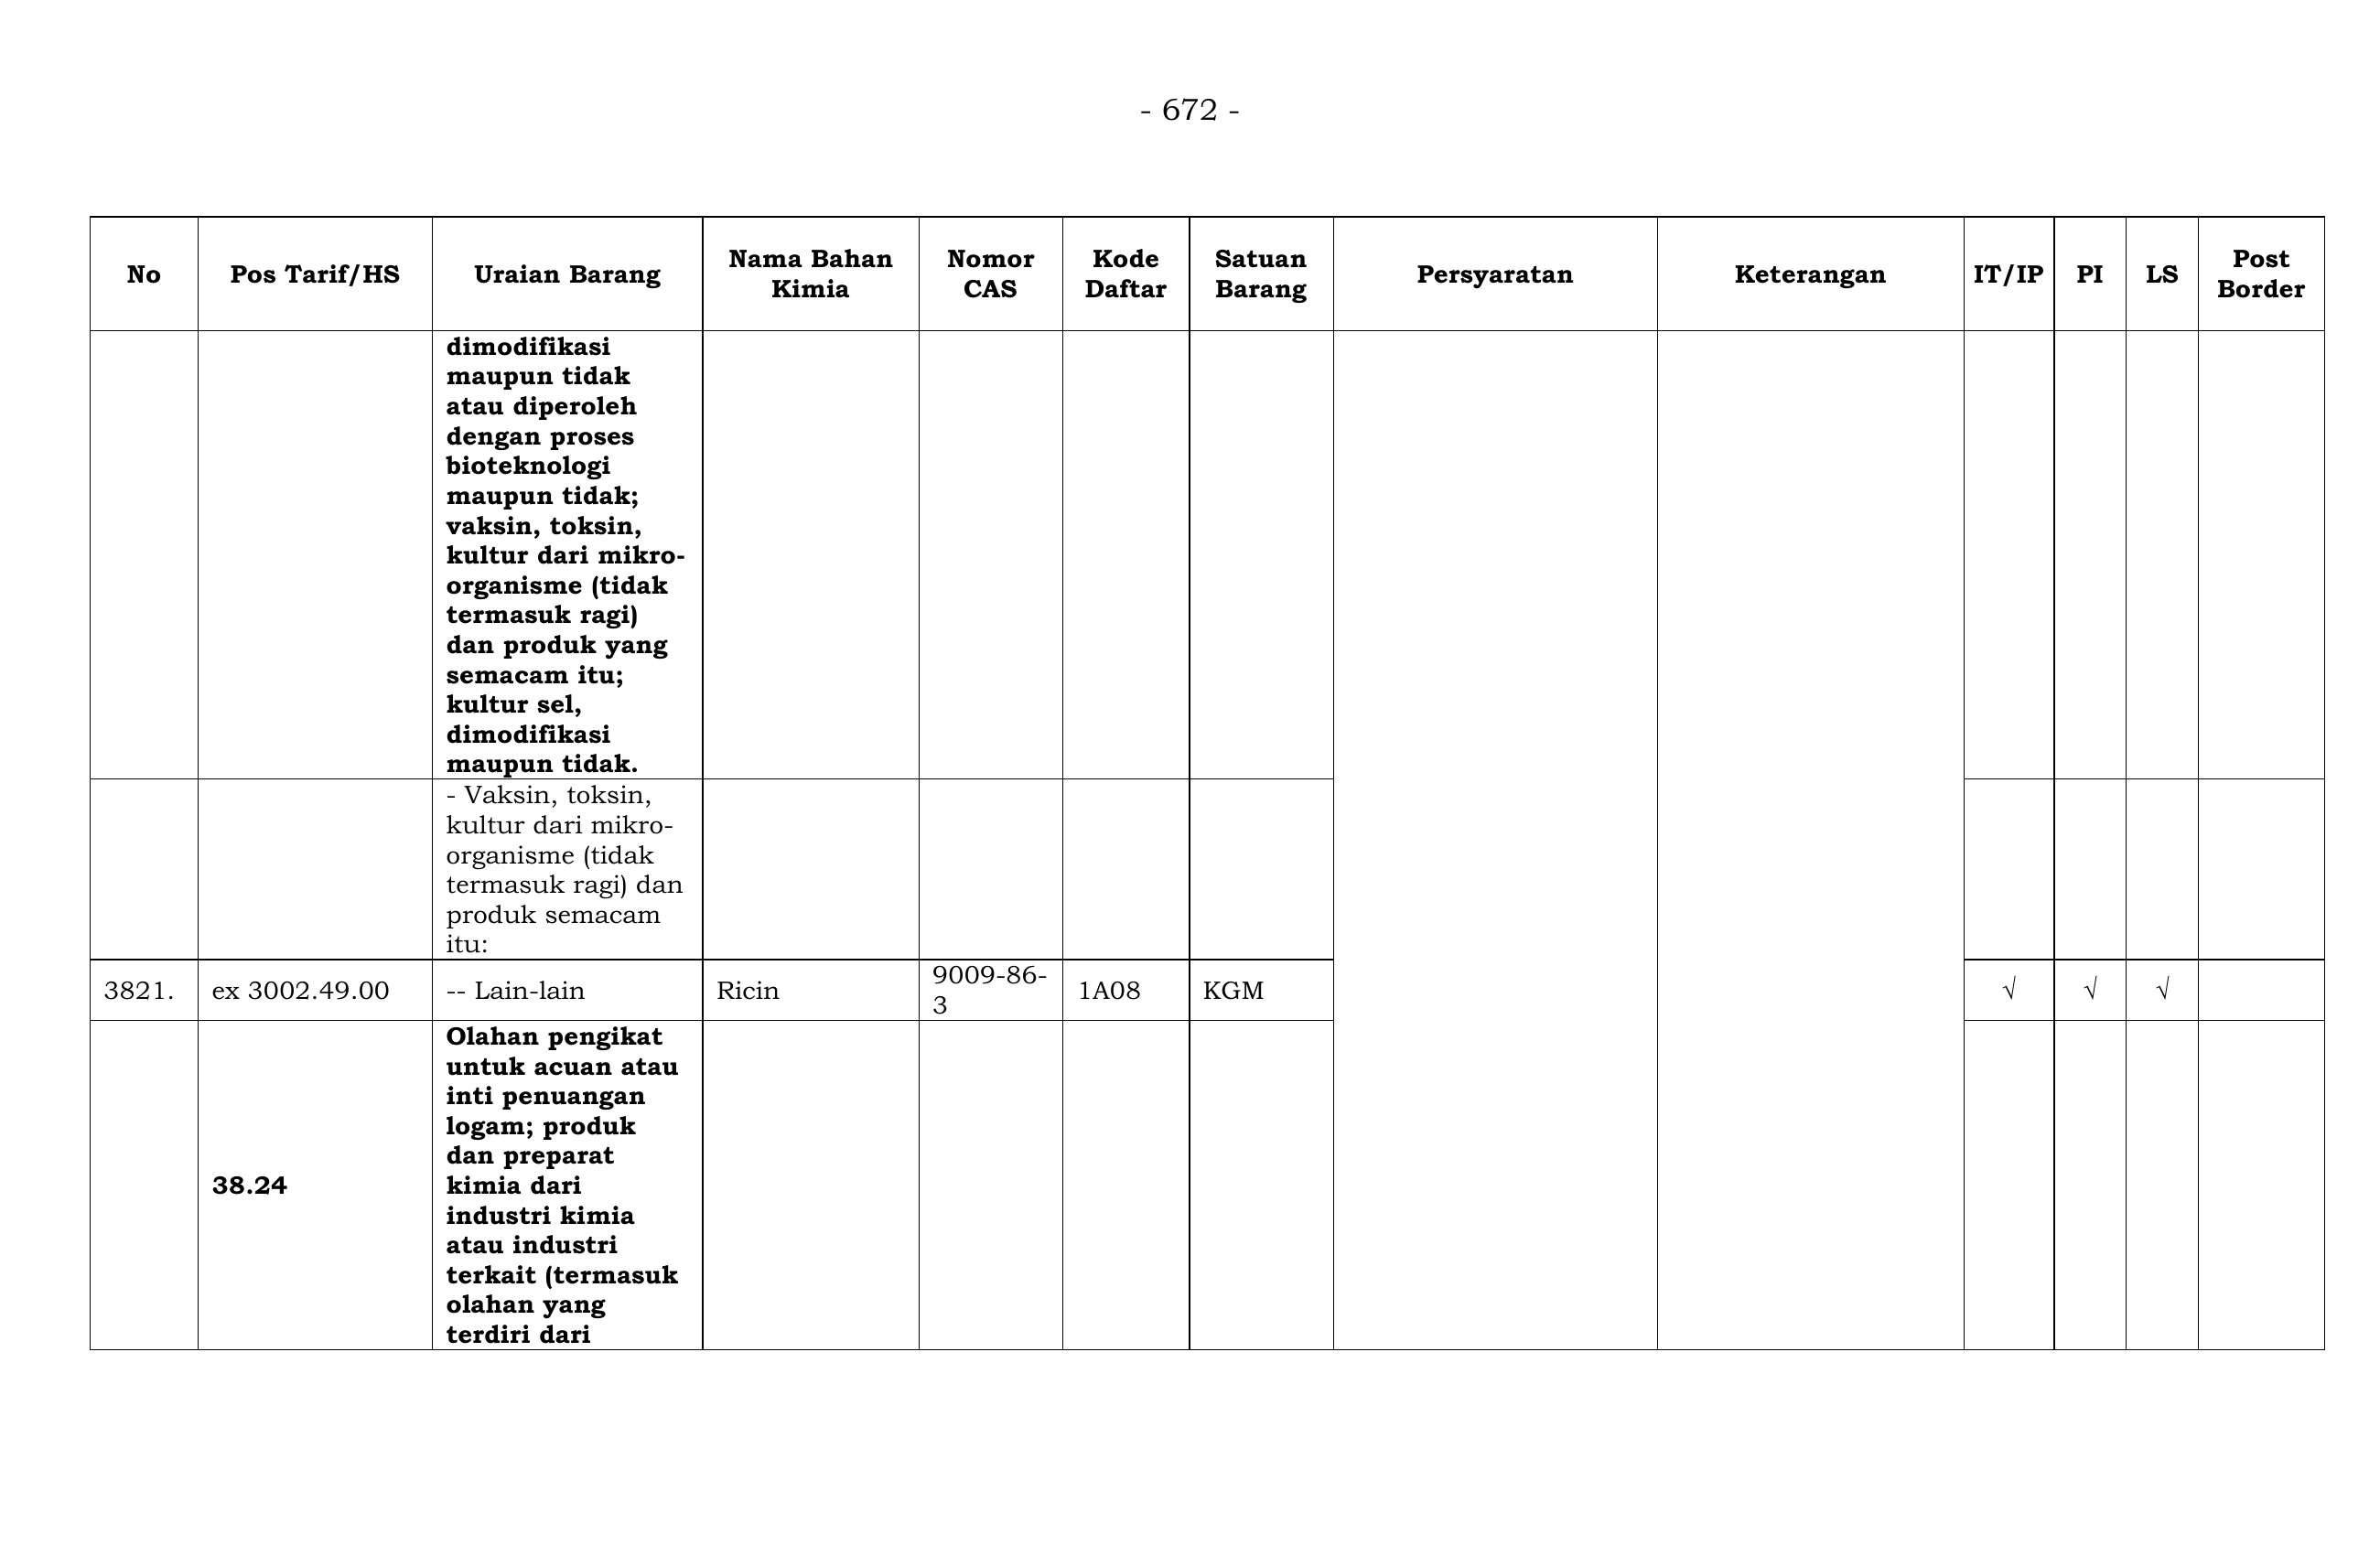 - 672 -
No
Pos Tarif/HS
Uraian Barang
Nama Bahan
Kimia
Nomor
CAS
Kode
Daftar
Satuan
Barang
Persyaratan
Keterangan
IT/IP
PI
LS
Post
Border
dimodifikasi
maupun tidak
atau diperoleh
dengan proses
bioteknologi
maupun tidak;
vaksin, toksin,
kultur dari mikro-
organisme (tidak
termasuk ragi)
dan produk yang
semacam itu;
kultur sel,
dimodifikasi
maupun tidak.
- Vaksin, toksin,
kultur dari mikro-
organisme (tidak
termasuk ragi) dan
produk semacam
itu:
3821.
ex 3002.49.00
-- Lain-lain
Ricin
9009-86-
3
1A08
KGM
√
√
√
38.24
Olahan pengikat
untuk acuan atau
inti penuangan
logam; produk
dan preparat
kimia dari
industri kimia
atau industri
terkait (termasuk
olahan yang
terdiri dari